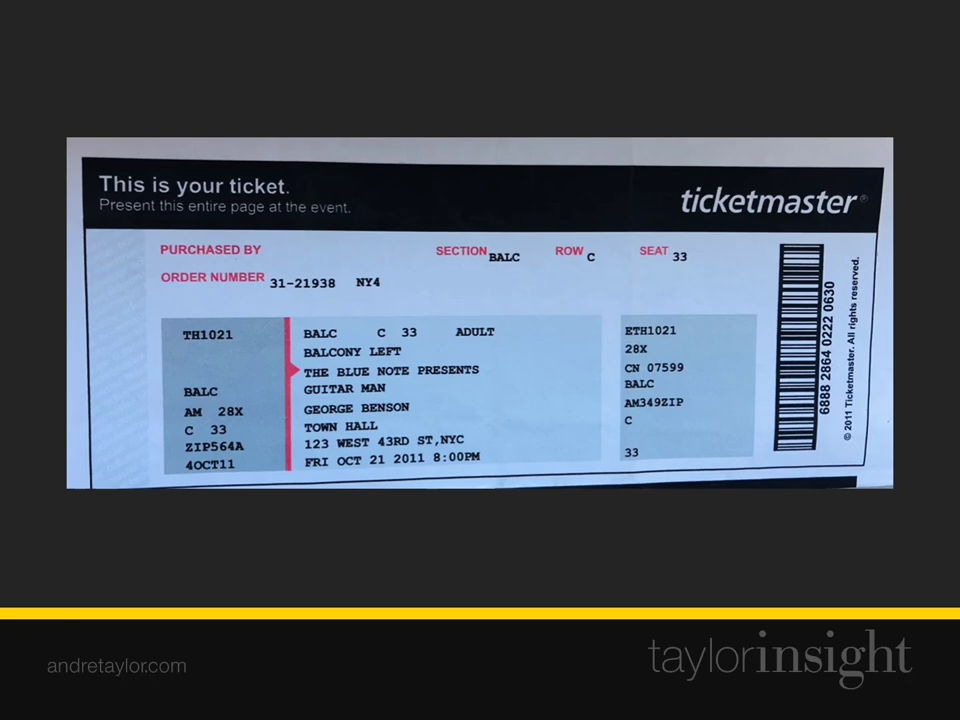 This is your ticket.
Present this entire page at the event.
ticketmaster®
PURCHASED BY
SECTION BALC ROW C SEAT 33
ORDER NUMBER 31-21938 NY4
TH1021
BALC
AM 28X
C 33
ZIP564A
4OCT11
BALC C 33 ADULT
BALCONY LEFT
THE BLUE NOTE PRESENTS
GUITAR MAN
GEORGE BENSON
TOWN HALL
123 WEST 43RD ST,NYC
FRI OCT 21 2011 8:00PM
ETH1021
28X
CN 07599
BALC
AM349ZIP
C
33
6888 2864 0222 0630
© 2011 Ticketmaster. All rights reserved.
andretaylor.com
taylorinsight